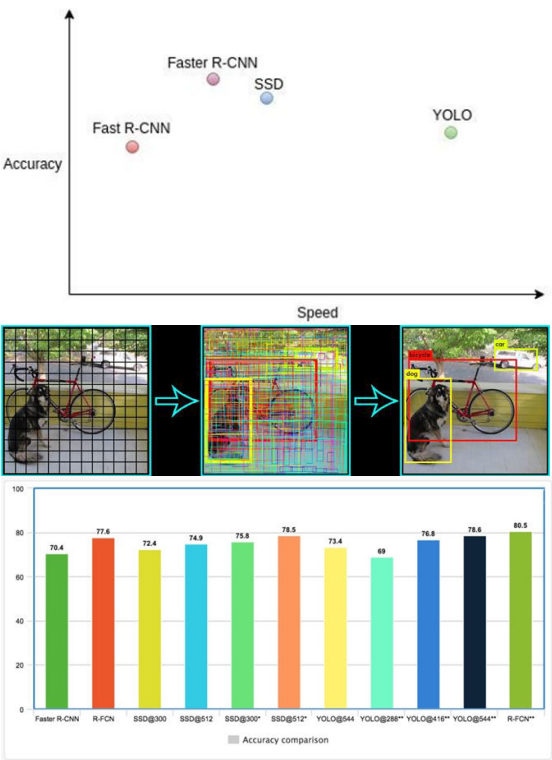 Faster R-CNN
SSD
YOLO
Fast R-CNN
Accuracy
Speed
bicycle
car
dog
100
80
60
40
20
0
70.4
77.6
72.4
74.9
75.8
78.5
73.4
69
76.8
78.6
80.5
Faster R-CNN R-FCN SSD@300 SSD@512 SSD@300* SSD@512* YOLO@544 YOLO@288** YOLO@416** YOLO@544** R-FCN**
Accuracy comparison